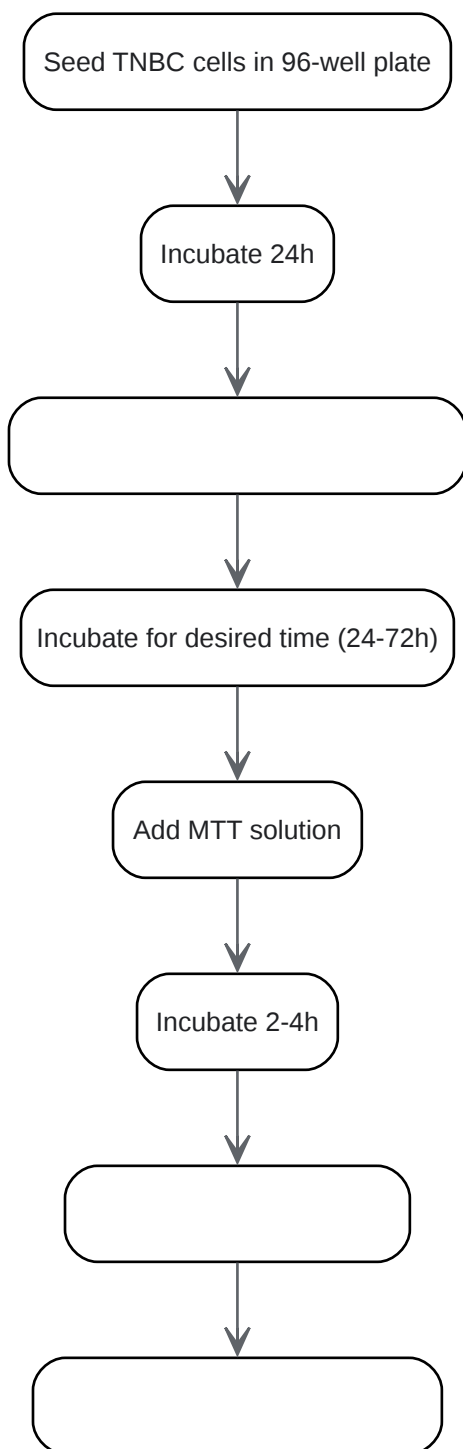 Seed TNBC cells in 96-well plate
Incubate 24h
Incubate for desired time (24-72h)
Add MTT solution
Incubate 2-4h